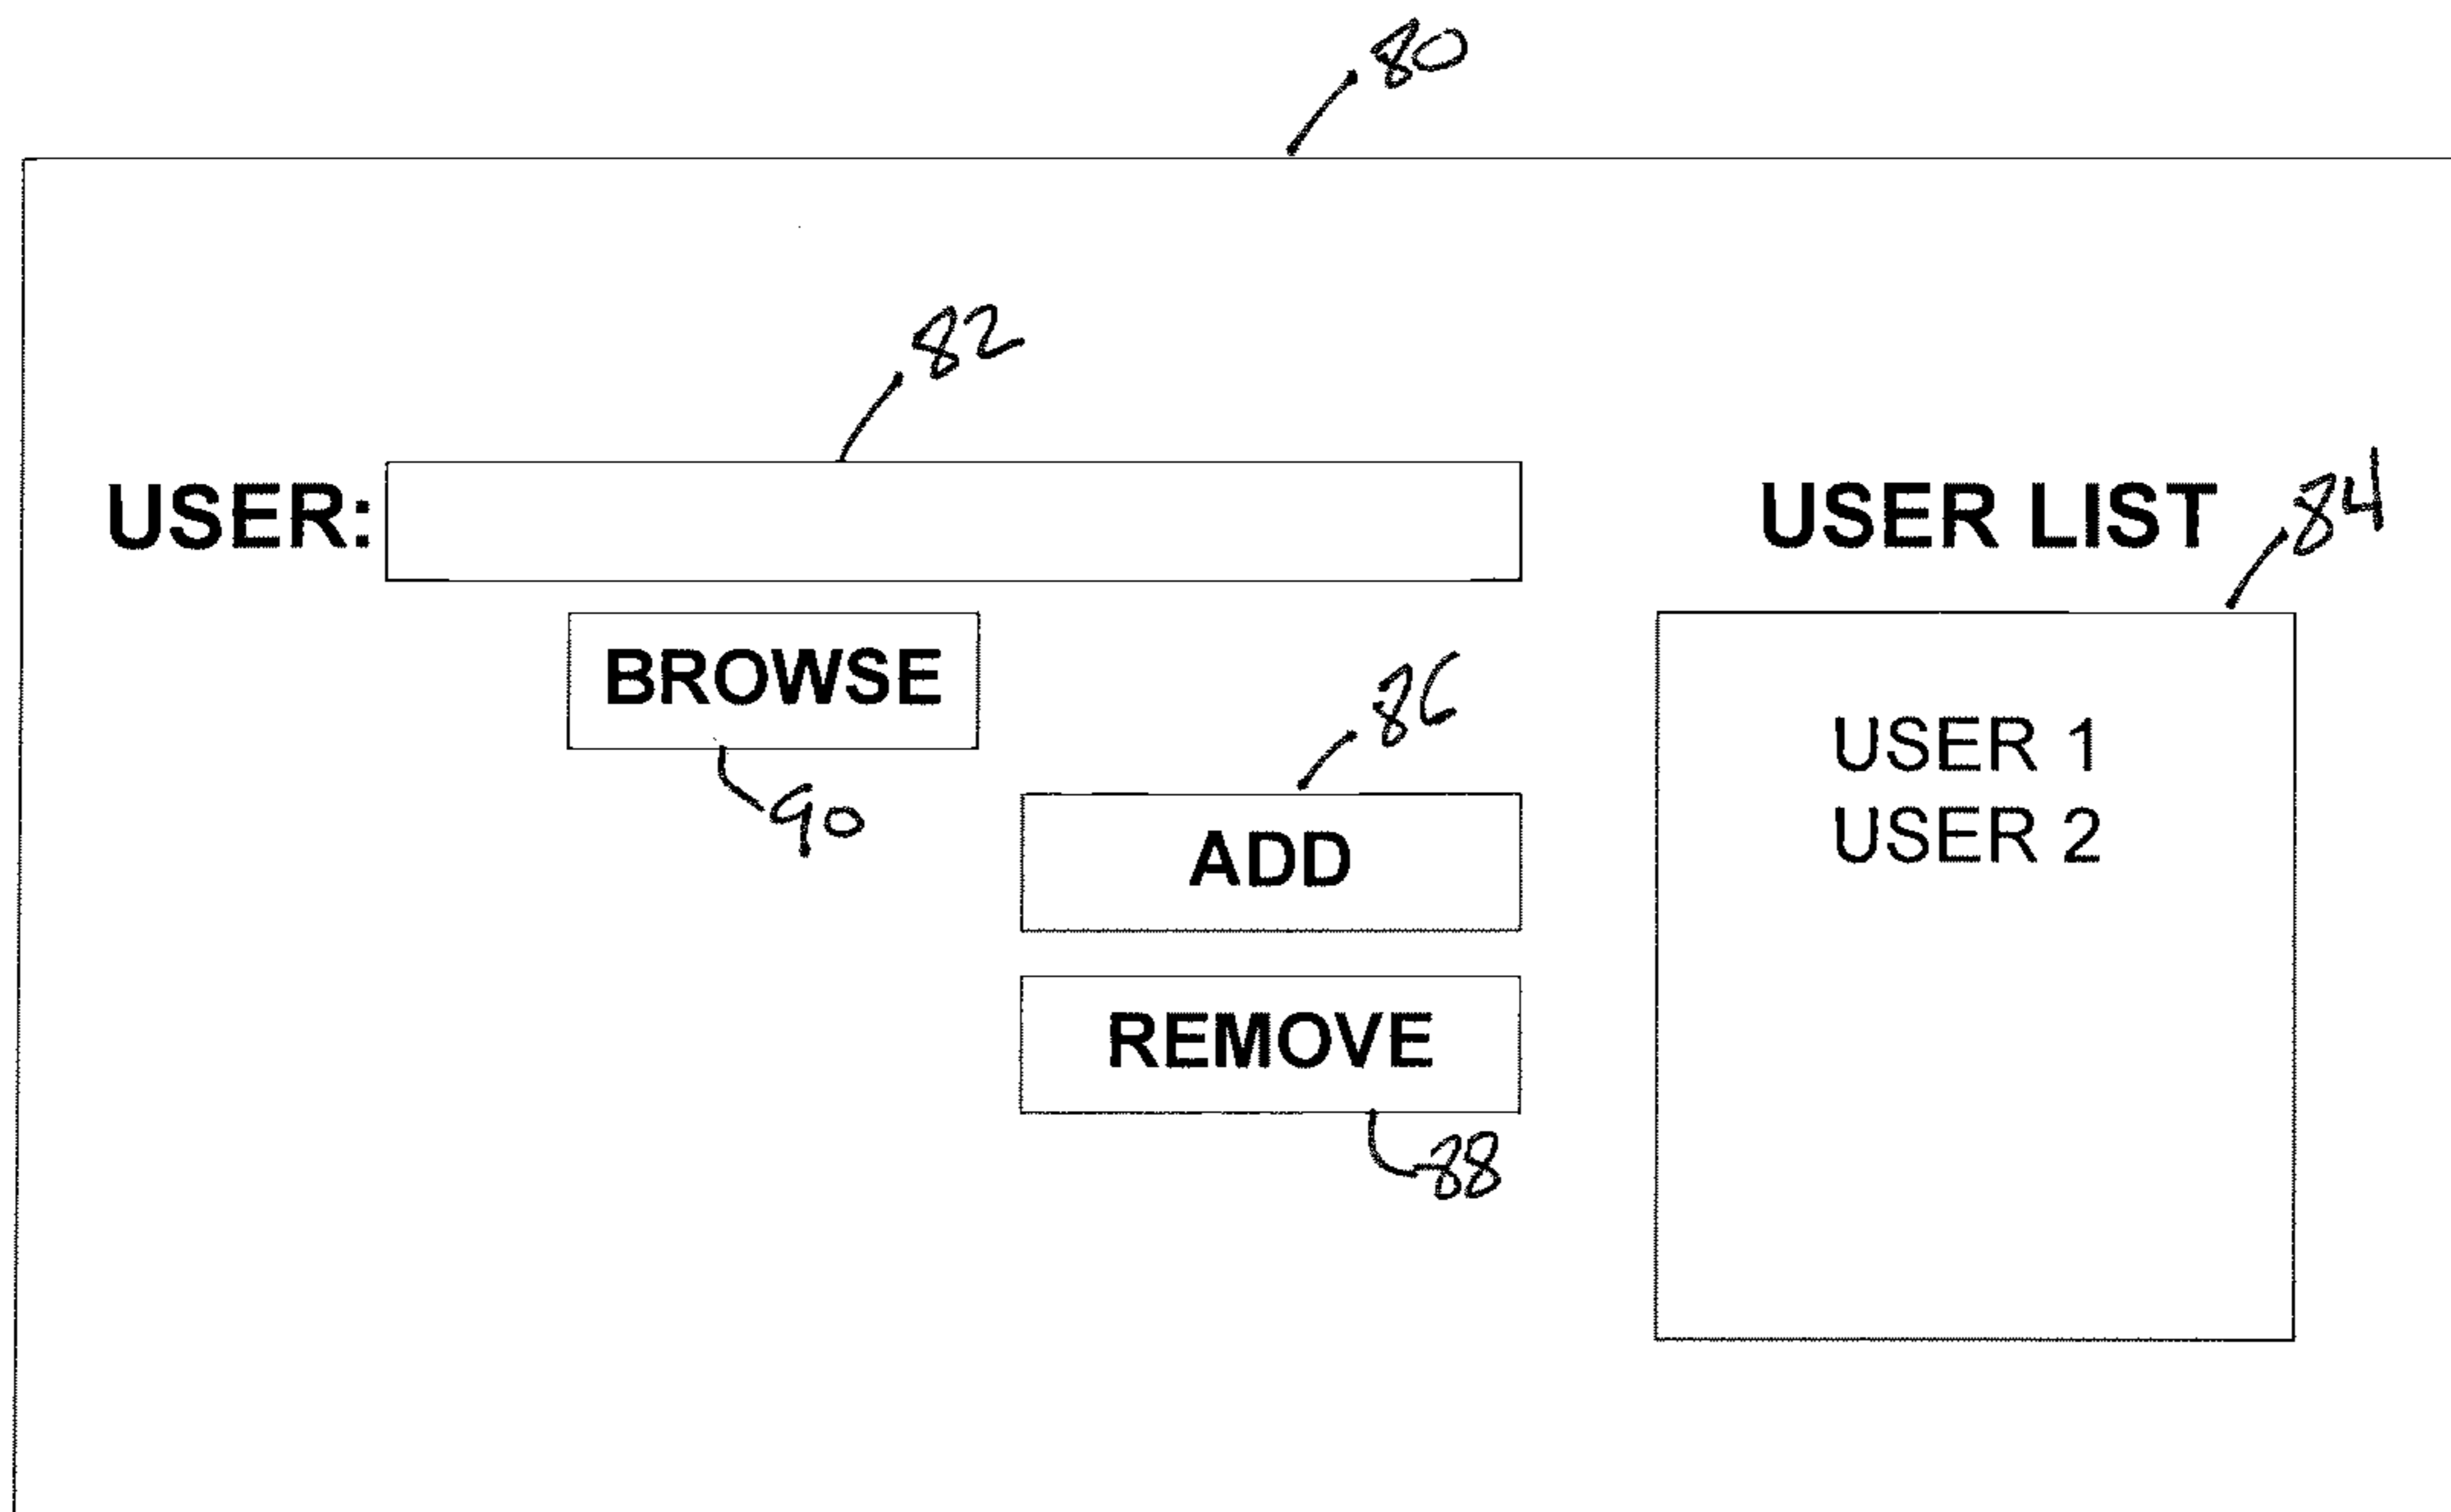 80
82
USER:
USER LIST
84
BROWSE
90
86
ADD
REMOVE
88
USER 1
USER 2